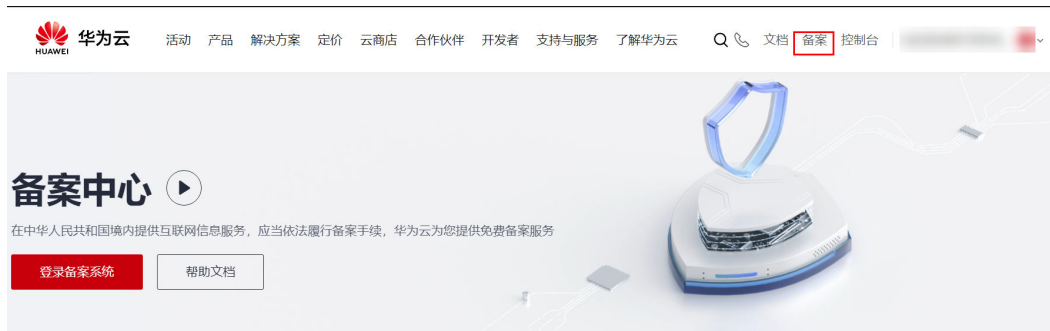 HUAWEI 华为云 活动 产品 解决方案 定价 云商店 合作伙伴 开发者 支持与服务 了解华为云 文档 备案 控制台
备案中心
在中华人民共和国境内提供互联网信息服务，应当依法履行备案手续，华为云为您提供免费备案服务
登录备案系统 帮助文档